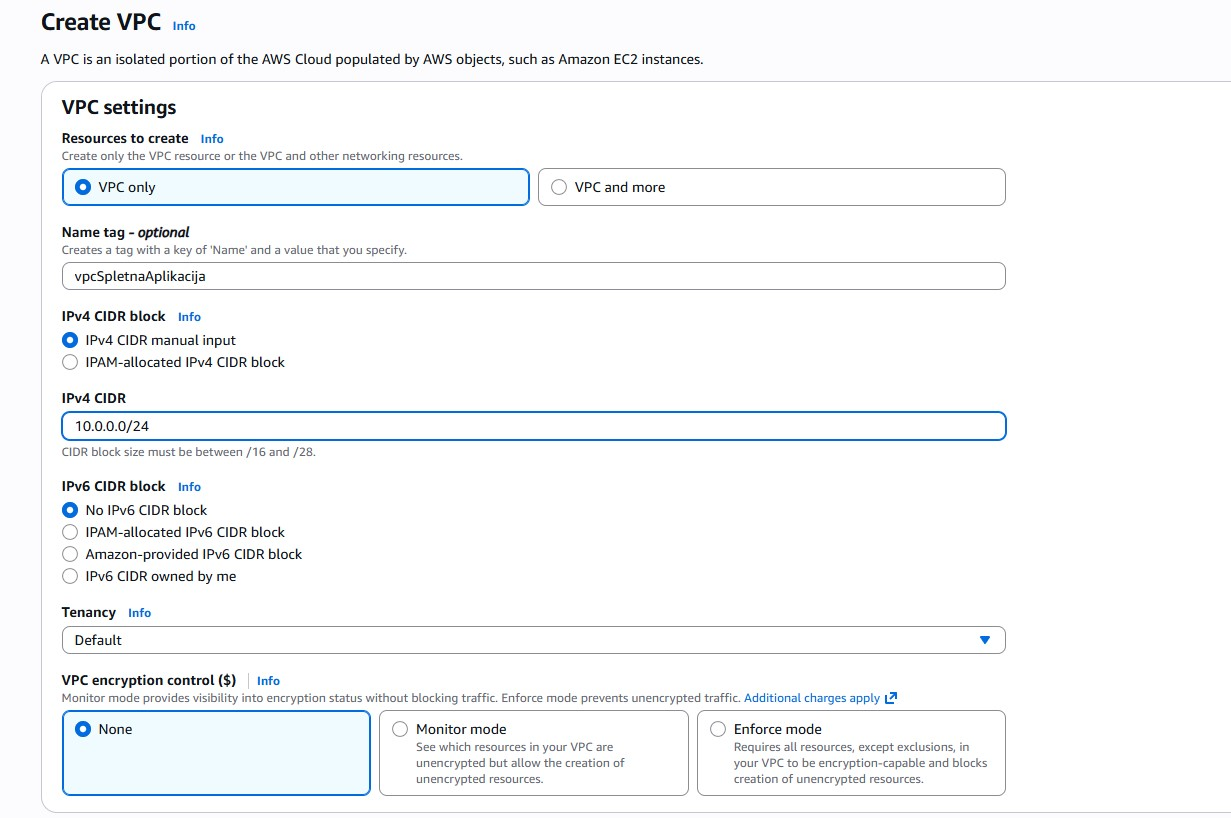 Create VPC Info
A VPC is an isolated portion of the AWS Cloud populated by AWS objects, such as Amazon EC2 instances.
VPC settings
Resources to create Info
Create only the VPC resource or the VPC and other networking resources.
VPC only
VPC and more
Name tag - optional
Creates a tag with a key of 'Name' and a value that you specify.
vpcSpletnaAplikacija
IPv4 CIDR block Info
IPv4 CIDR manual input
IPAM-allocated IPv4 CIDR block
IPv4 CIDR
10.0.0.0/24
CIDR block size must be between /16 and /28.
IPv6 CIDR block Info
No IPv6 CIDR block
IPAM-allocated IPv6 CIDR block
Amazon-provided IPv6 CIDR block
IPv6 CIDR owned by me
Tenancy Info
Default
VPC encryption control ($) Info
Monitor mode provides visibility into encryption status without blocking traffic. Enforce mode prevents unencrypted traffic. Additional charges apply
None
Monitor mode
See which resources in your VPC are
unencrypted but allow the creation of
unencrypted resources.
Enforce mode
Requires all resources, except exclusions, in
your VPC to be encryption-capable and blocks
creation of unencrypted resources.